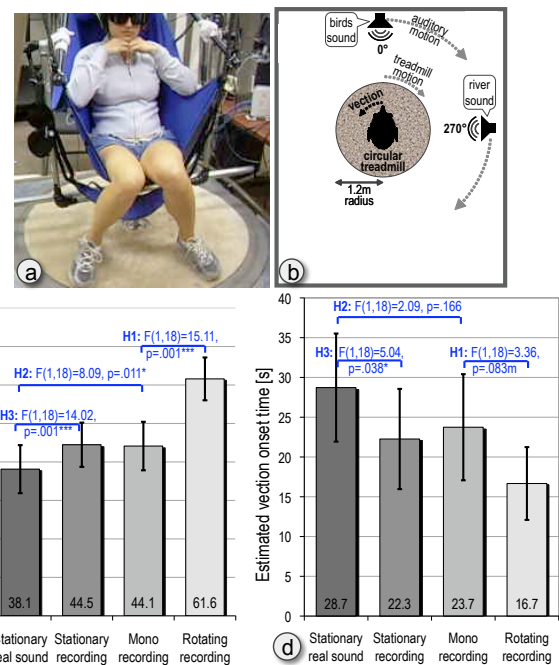 a
birds
sound
0°
auditory
motion
treadmill
motion
vection
river
sound
270°
circular
treadmill
1.2m
radius
b
H1: F(1,18)=15.11,
p=.001***
H2: F(1,18)=8.09, p=.011*
H3: F(1,18)=14.02,
p=.001***
38.1
44.5
44.1
61.6
Stationary
recording
Mono
recording
Rotating
recording
40
35
30
25
20
15
10
5
0
Estimated vection onset time [s]
H2: F(1,18)=2.09, p=.166
H3: F(1,18)=5.04,
p=.038*
H1: F(1,18)=3.36,
p=.083m
28.7
22.3
23.7
16.7
d
Stationary
real sound
Stationary
recording
Mono
recording
Rotating
recording